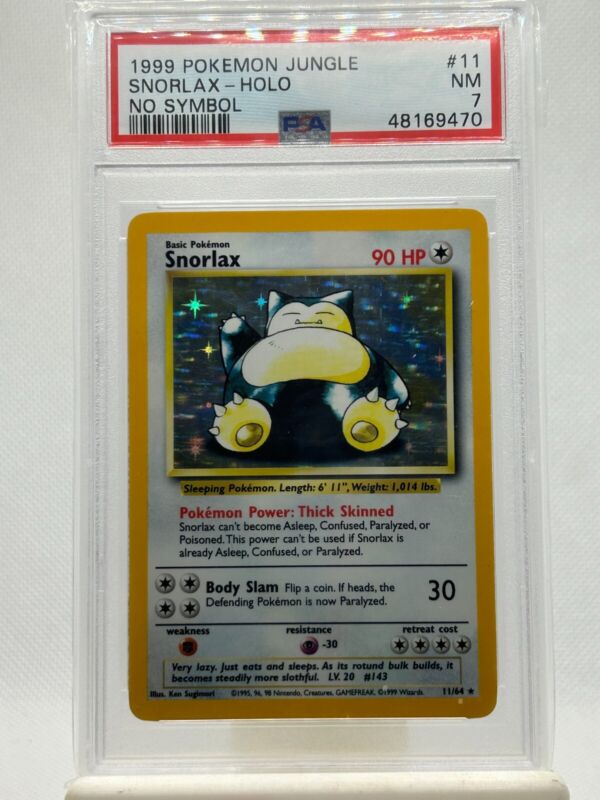 1999 POKEMON JUNGLE #11
SNORLAX - HOLO NM
NO SYMBOL 7
PSA 48169470
Basic Pokémon
Snorlax 90 HP
Sleeping Pokémon. Length: 6' 11", Weight: 1,014 lbs.
Pokémon Power: Thick Skinned
Snorlax can't become Asleep, Confused, Paralyzed, or
Poisoned. This power can't be used if Snorlax is
already Asleep, Confused, or Paralyzed.
Body Slam Flip a coin. If heads, the 30
Defending Pokémon is now Paralyzed.
weakness resistance retreat cost
-30
Very lazy. Just eats and sleeps. As its rotund bulk builds, it
becomes steadily more slothful. LV. 20 #143
Illus. Ken Sugimori ©1995, 96, 98 Nintendo, Creatures, GAMEFREAK. ©1999 Wizards. 11/64 ★